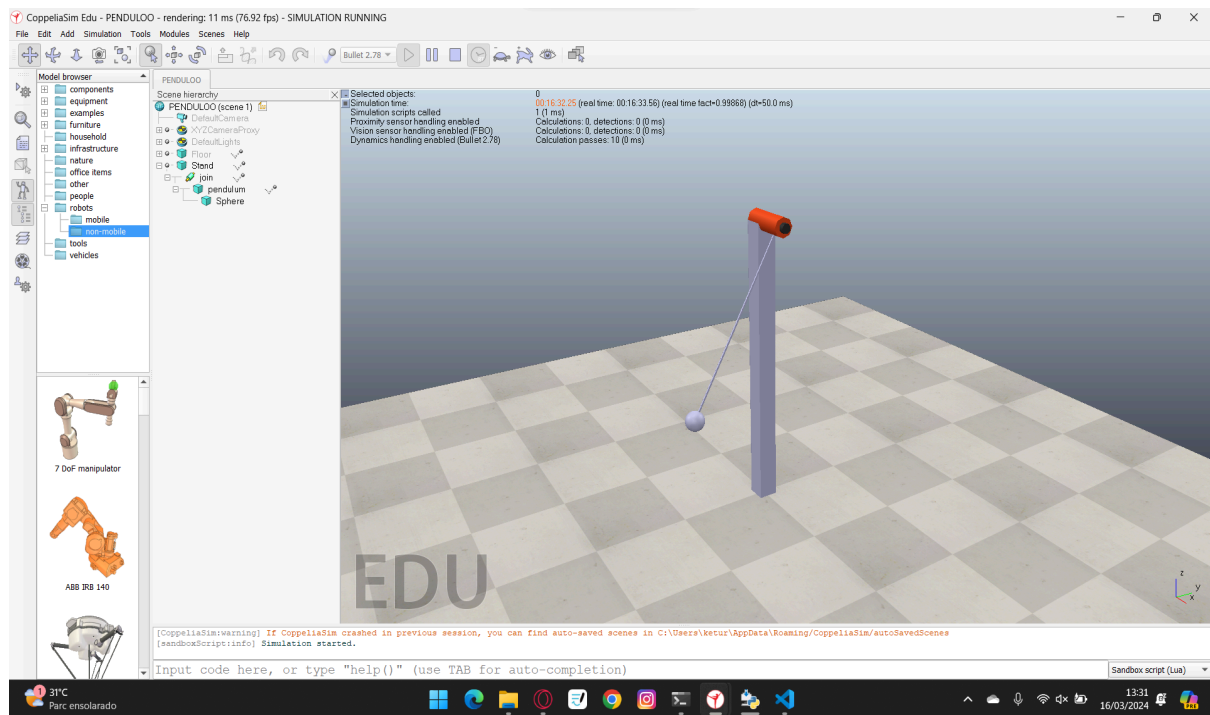 CoppeliaSim Edu - PENDULOO - rendering: 11 ms (76.92 fps) - SIMULATION RUNNING
File Edit Add Simulation Tools Modules Scenes Help
Bullet 2.78
Model browser
components
equipment
examples
furniture
household
infrastructure
nature
office items
other
people
robots
mobile
non-mobile
tools
vehicles
7 DoF manipulator
ABB IRB 140
PENDULOO
Scene hierarchy
PENDULOO (scene 1)
DefaultCamera
XYZCameraProxy
DefaultLights
Floor
Stand
join
pendulum
Sphere
Selected objects: 0
Simulation time: 00:16:32.25 (real time: 00:16:33.56) (real time fact=0.99868) (dt=50.0 ms)
Simulation scripts called 1 (1 ms)
Proximity sensor handling enabled Calculations: 0, detections: 0 (0 ms)
Vision sensor handling enabled (FBO) Calculations: 0, detections: 0 (0 ms)
Dynamics handling enabled (Bullet 2.78) Calculation passes: 10 (0 ms)
EDU
z
y
x
[CoppeliaSim:warning] If CoppeliaSim crashed in previous session, you can find auto-saved scenes in C:\Users\ketur\AppData\Roaming/CoppeliaSim/autoSavedScenes
[sandboxScript:info] Simulation started.
Input code here, or type "help()" (use TAB for auto-completion)
Sandbox script (Lua)
1
31°C
Parc ensolarado
13:31
16/03/2024
PRE